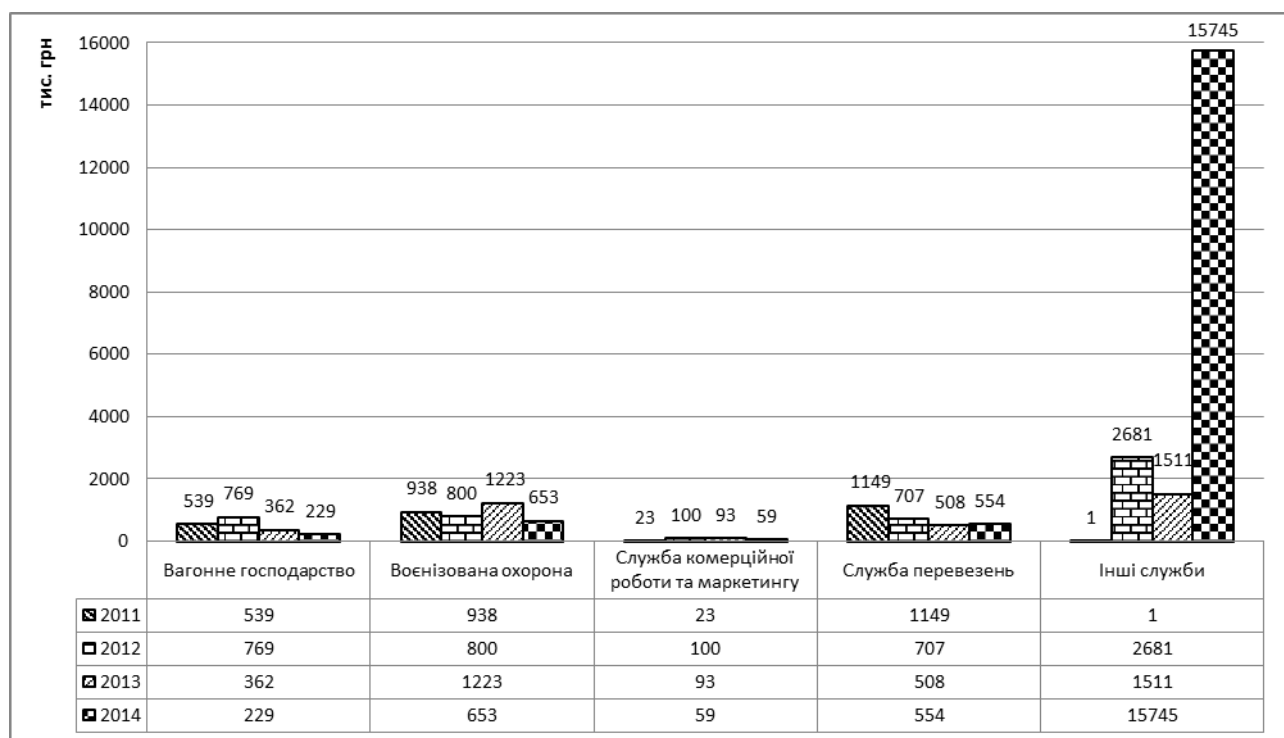 тис. грн
16000
14000
12000
10000
8000
6000
4000
2000
0
539
769
362
229
938
800
1223
653
23
100
93
59
1149
707
508
554
1
2681
1511
15745
Вагонне господарство
Воєнізована охорона
Служба комерційної
роботи та маркетингу
Служба перевезень
Інші служби
2011 539 938 23 1149 1
2012 769 800 100 707 2681
2013 362 1223 93 508 1511
2014 229 653 59 554 15745